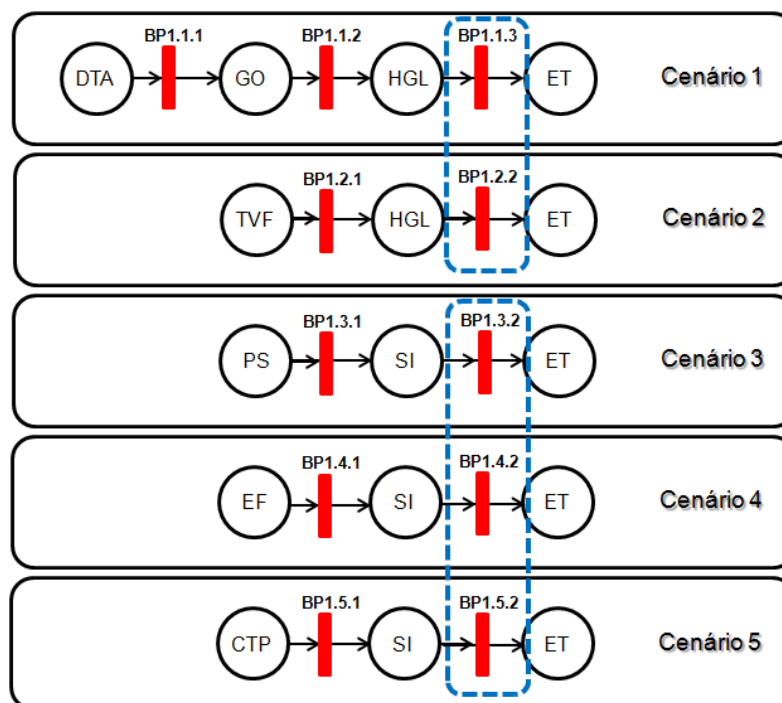 BP1.1.1 BP1.1.2 BP1.1.3
DTA GO HGL ET Cenário 1
BP1.2.1 BP1.2.2
TVF HGL ET Cenário 2
BP1.3.1 BP1.3.2
PS SI ET Cenário 3
BP1.4.1 BP1.4.2
EF SI ET Cenário 4
BP1.5.1 BP1.5.2
CTP SI ET Cenário 5